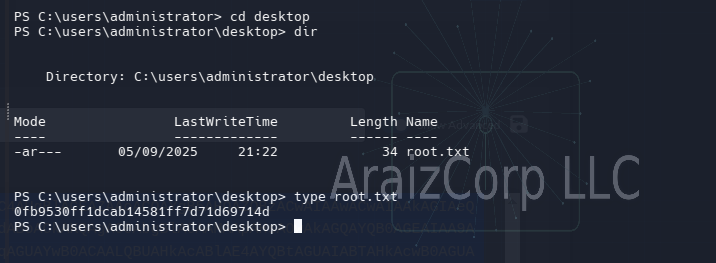 PS C:\users\administrator> cd desktop
PS C:\users\administrator\desktop> dir
Directory: C:\users\administrator\desktop
Mode LastWriteTime Length Name
---- ------------- ------ ----
-ar--- 05/09/2025 21:22 34 root.txt
AraizCorp LLC
PS C:\users\administrator\desktop> type root.txt
0fb9530ff1dcab14581ff7d71d69714d
PS C:\users\administrator\desktop>